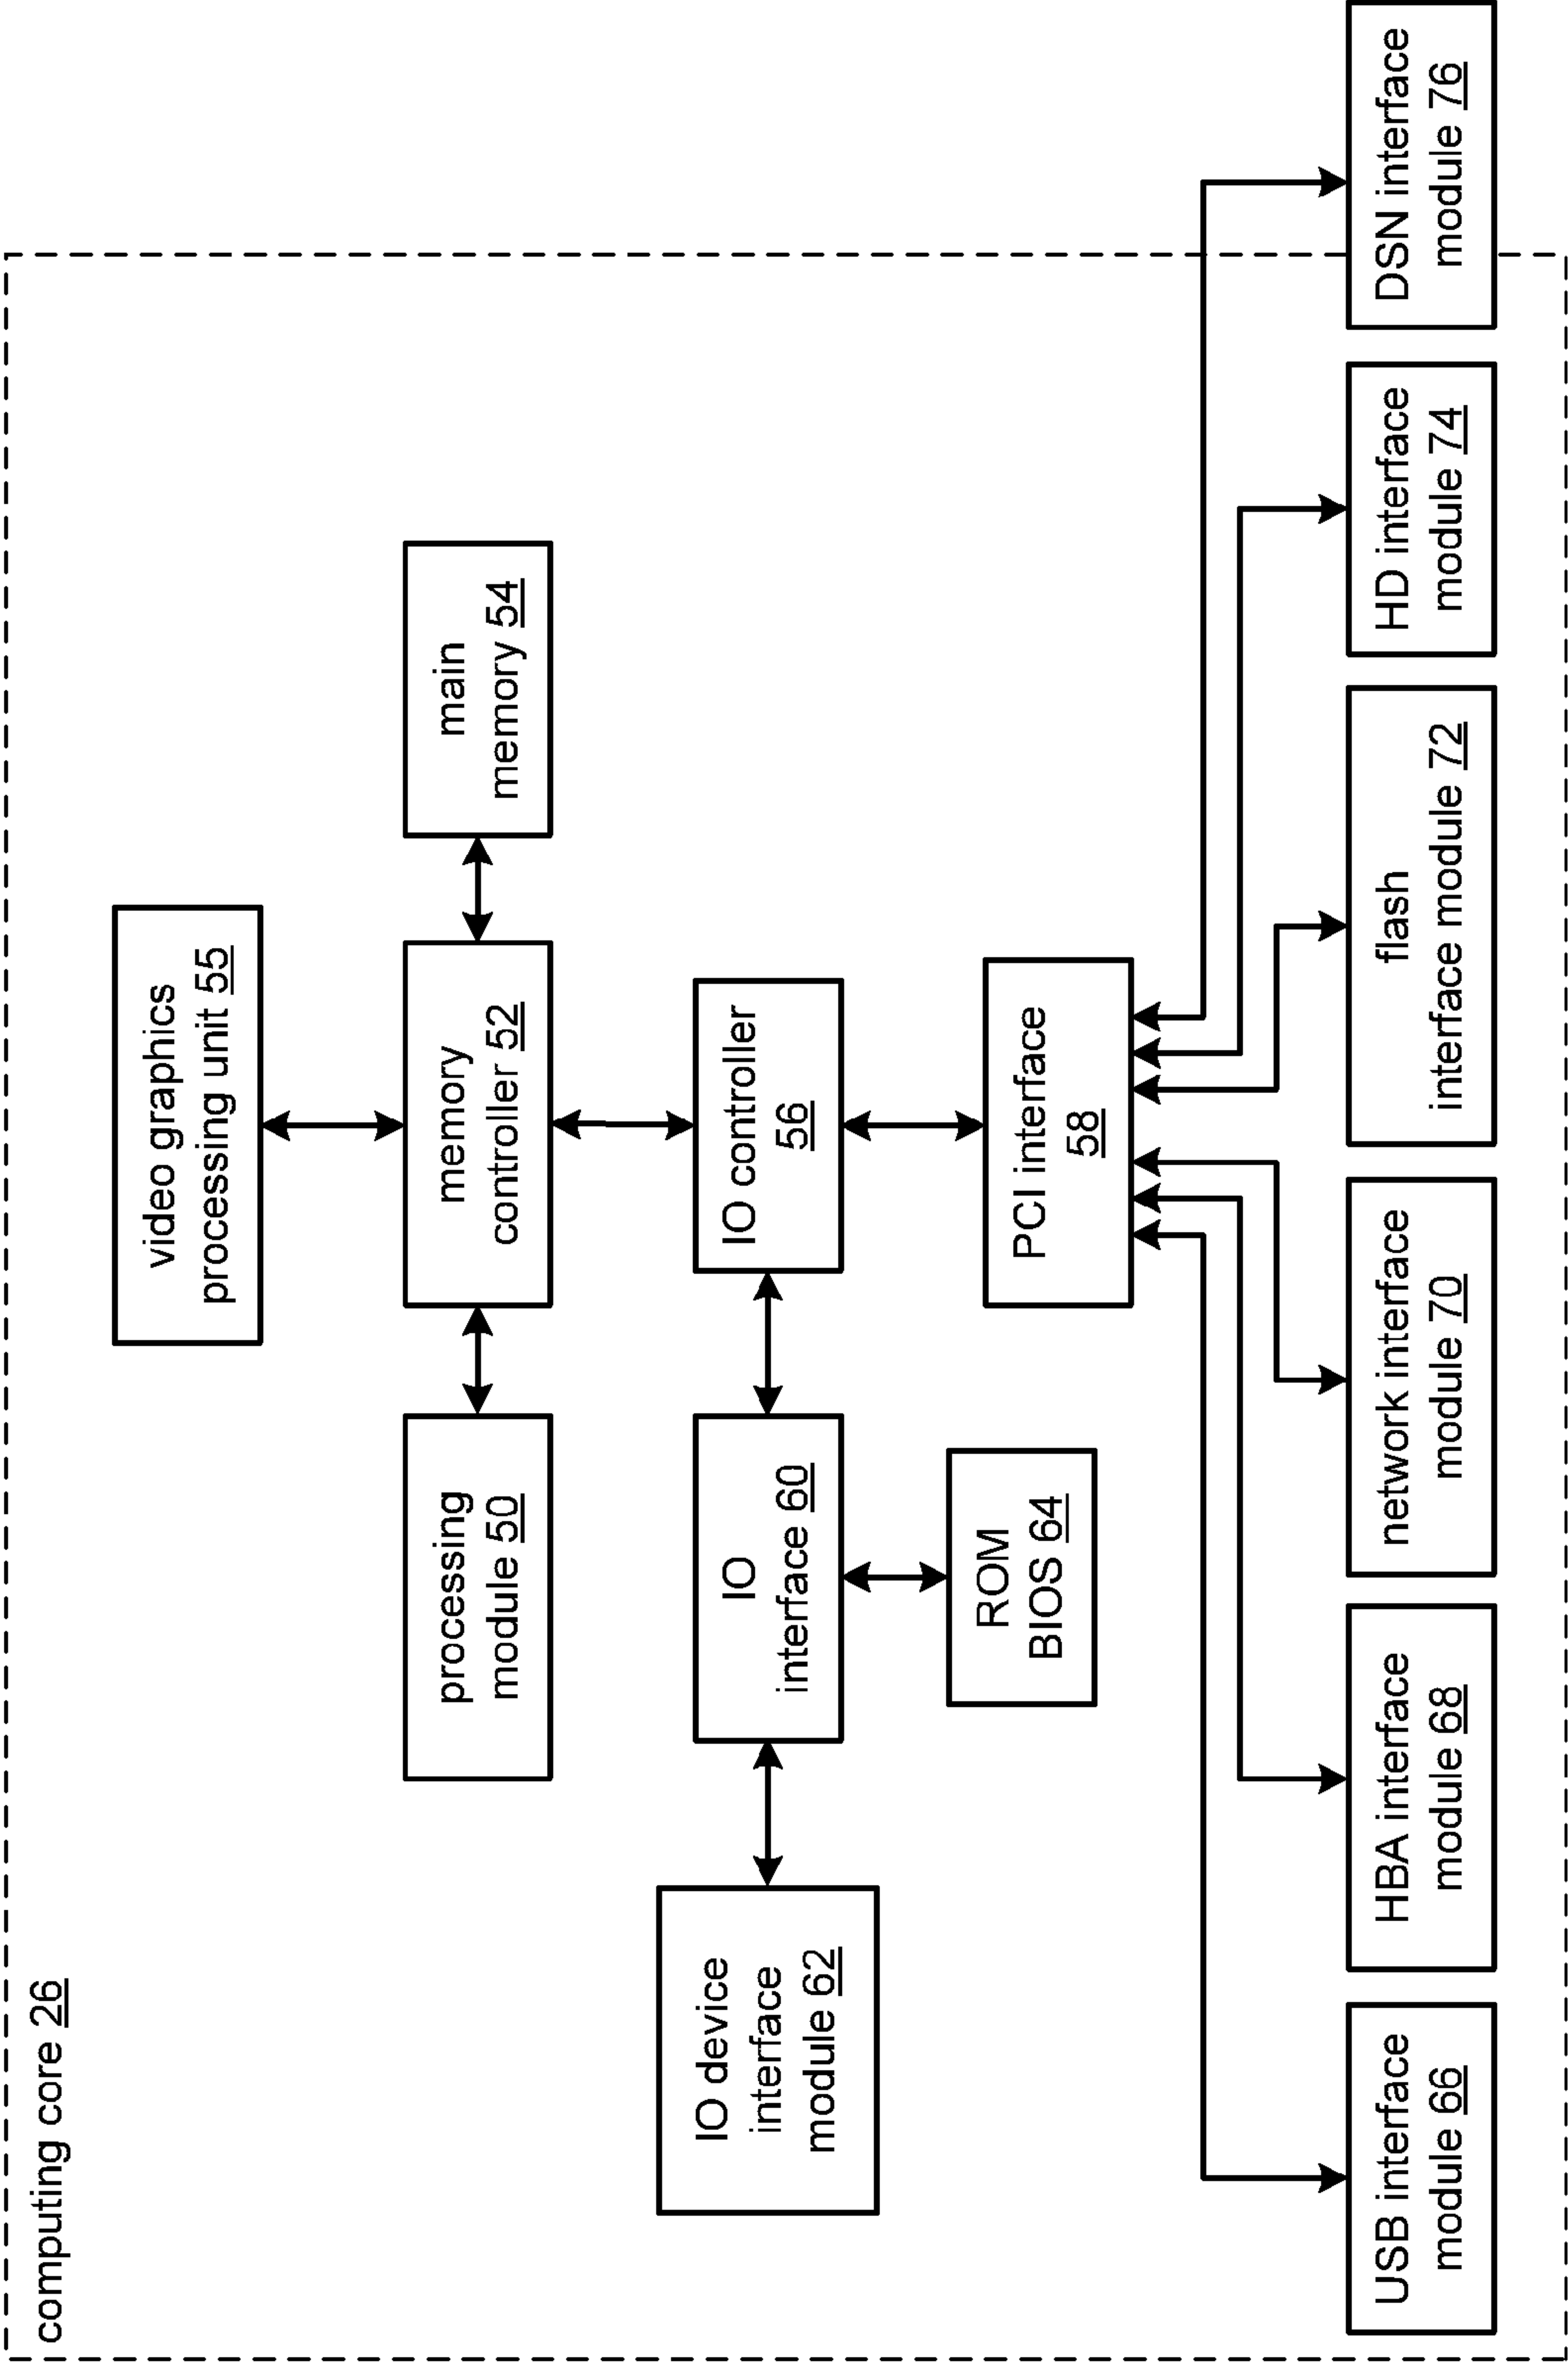 computing core 26
video graphics
processing unit 55
processing
module 50
memory
controller 52
main
memory 54
IO device
interface
module 62
IO
interface 60
IO controller
56
ROM
BIOS 64
PCI interface
58
USB interface
module 66
HBA interface
module 68
network interface
module 70
flash
interface module 72
HD interface
module 74
DSN interface
module 76